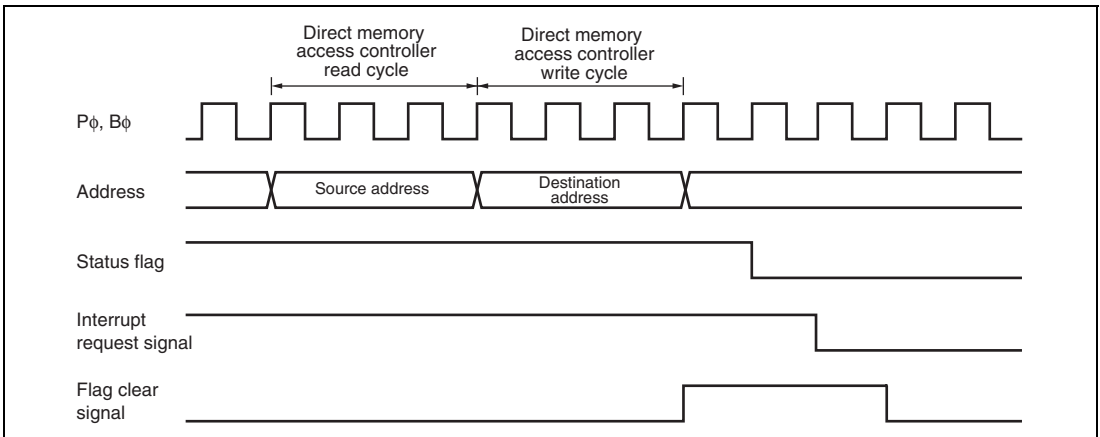 Direct memory
access controller
read cycle
Direct memory
access controller
write cycle
Pϕ, Bϕ
Address
Source address
Destination
address
Status flag
Interrupt
request signal
Flag clear
signal